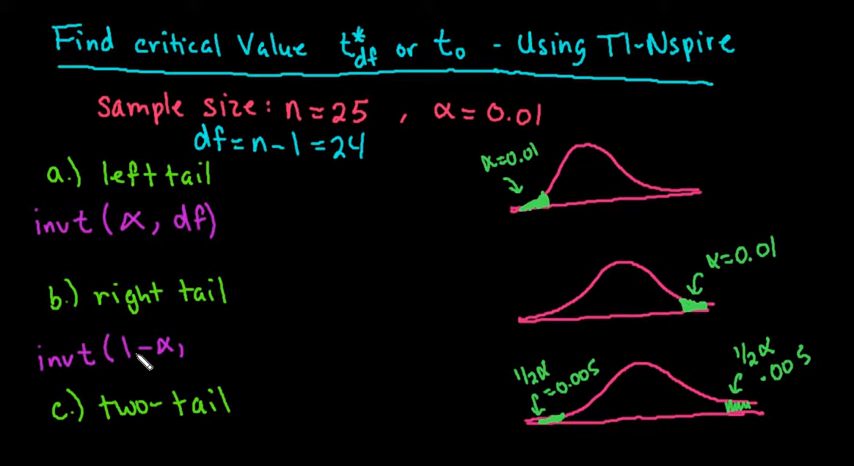 Find critical Value t*df or t₀ - Using TI-Nspire
Sample size: n=25 , α=0.01
df=n-1=24
a.) left tail
α=0.01
invt(α, df)
b.) right tail
α=0.01
invt(1-α,
c.) two-tail
1/2α =0.005
1/2α .005